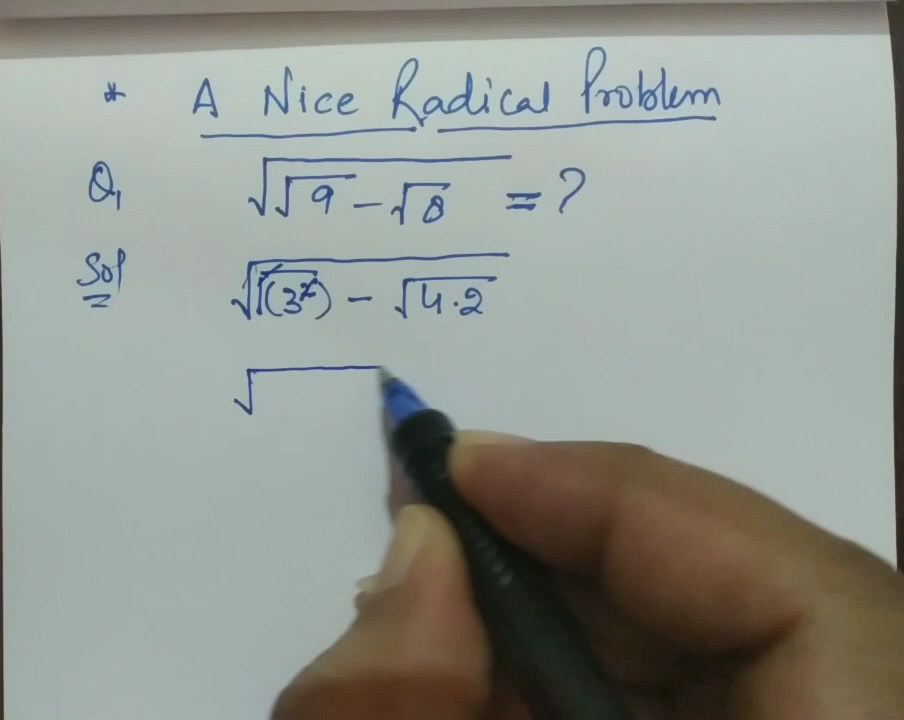 * A Nice Radical Problem
Q1 √(√9 - √8) = ?
Sol √(√(3²) - √4.2)
√